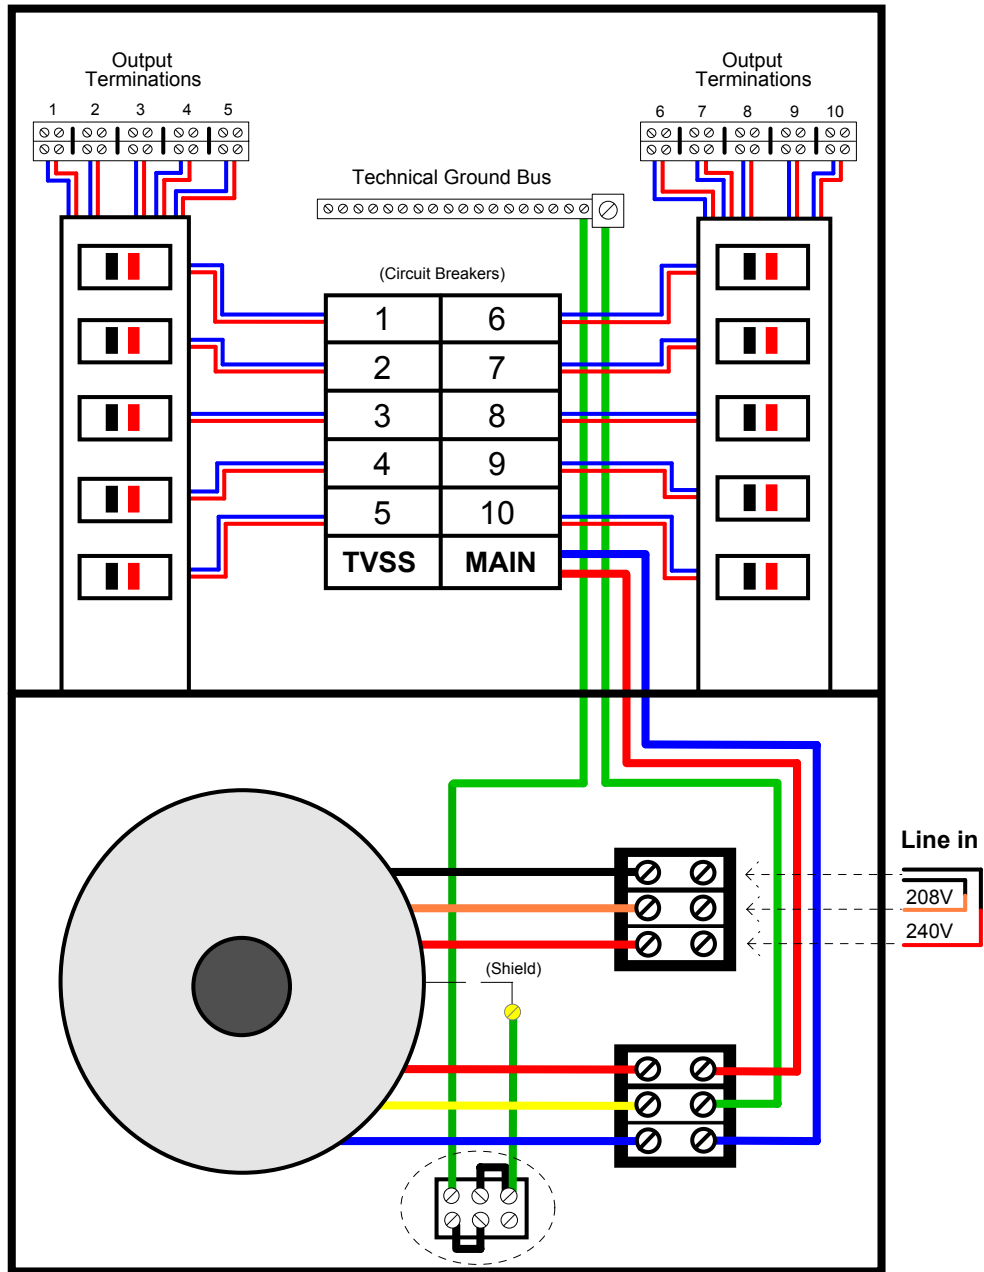 Output
Terminations
1 2 3 4 5
Output
Terminations
6 7 8 9 10
Technical Ground Bus
(Circuit Breakers)
1 6
2 7
3 8
4 9
5 10
TVSS MAIN
Line in
208V
240V
(Shield)